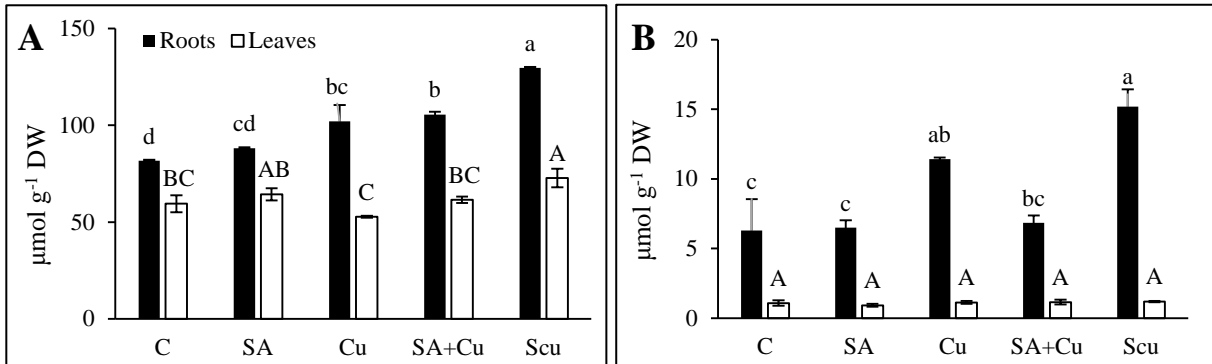 A
Roots Leaves
μmol g-1 DW
150
100
50
0
d
BC
cd
AB
bc
C
b
BC
a
A
C SA Cu SA+Cu Scu
B
μmol g-1 DW
20
15
10
5
0
c
A
c
A
ab
A
bc
A
a
A
C SA Cu SA+Cu Scu